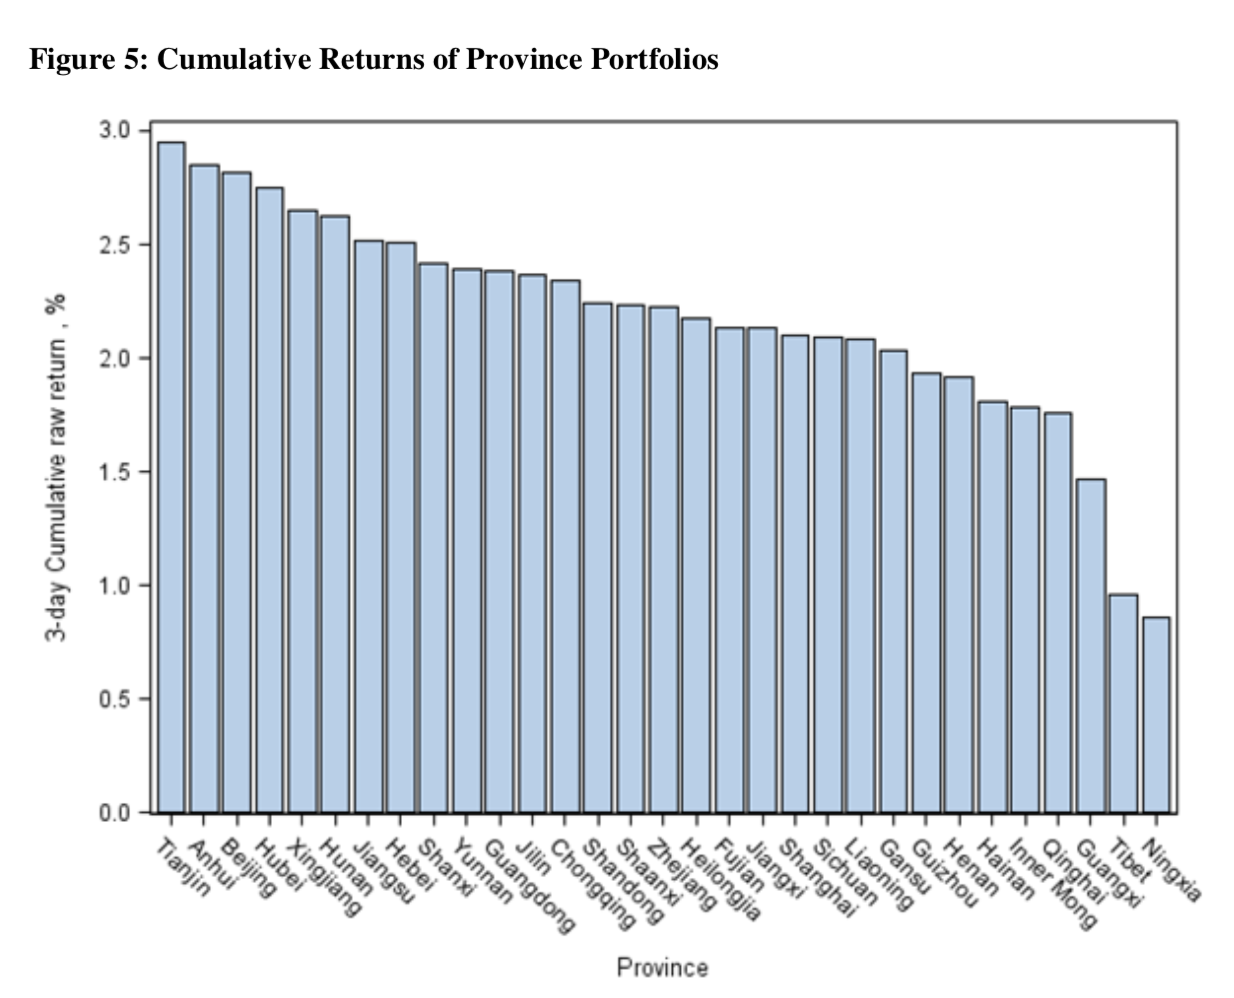 Figure 5: Cumulative Returns of Province Portfolios
3.0
2.5
2.0
1.5
1.0
0.5
0.0
3-day Cumulative raw return , %
Tianjin
Anhui
Beijing
Hubei
Xingjiang
Hunan
Jiangsu
Hebei
Shanxi
Yunnan
Guangdong
Jilin
Chongqing
Shandong
Shaanxi
Zhejiang
Heilongjia
Fujian
Jiangxi
Shanghai
Sichuan
Liaoning
Gansu
Guizhou
Henan
Hainan
Inner Mong
Qinghai
Guangxi
Tibet
Ningxia
Province